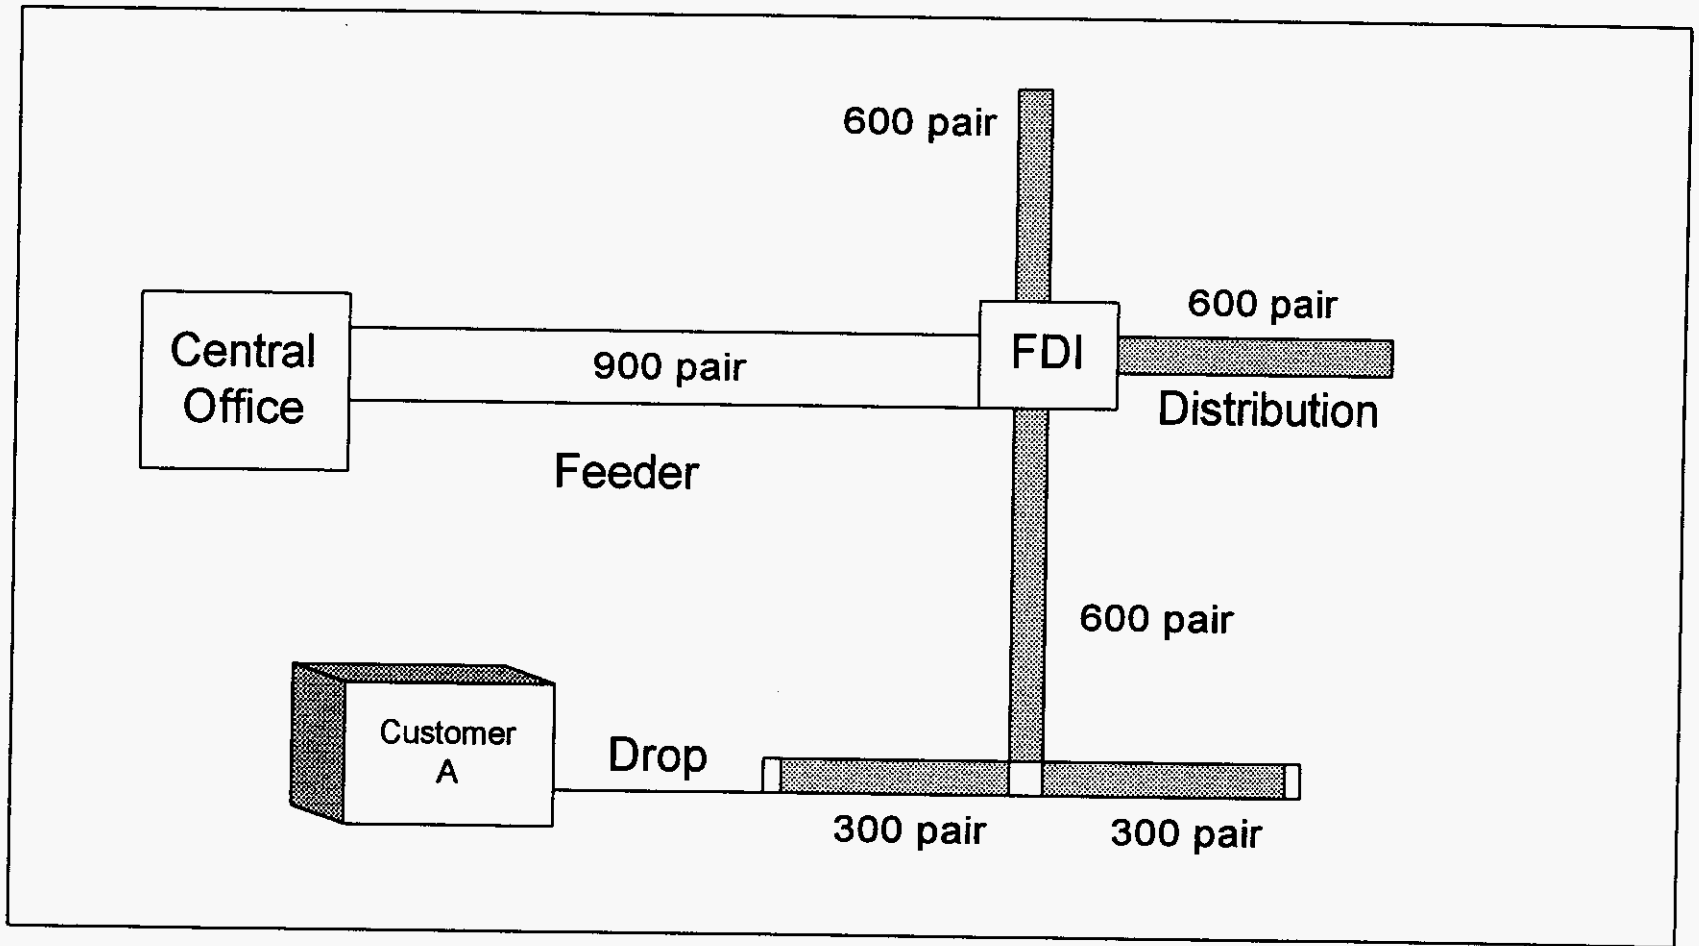 600 pair
600 pair
Central
Office
900 pair
FDI
Distribution
Feeder
600 pair
Customer
A
Drop
300 pair
300 pair